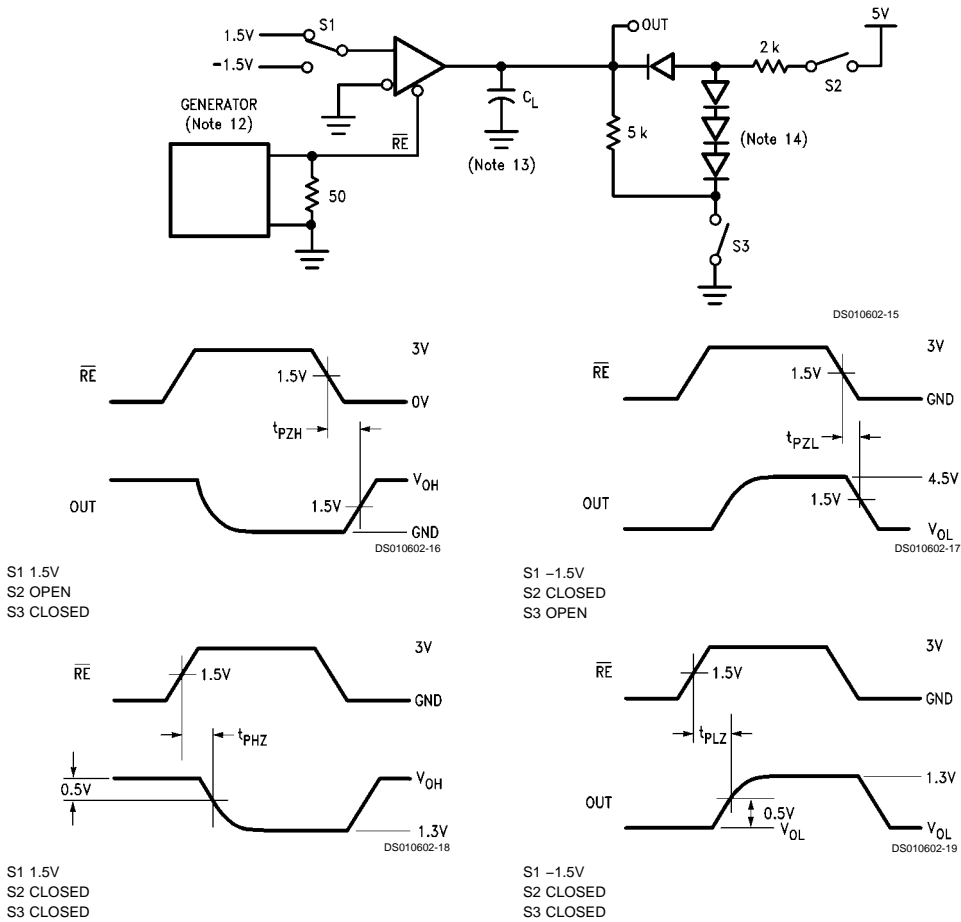 1.5V
S1
-1.5V
GENERATOR
(Note 12)
50
RE
C_L
(Note 13)
OUT
5 k
2 k
5V
S2
(Note 14)
S3
DS010602-15
RE
3V
1.5V
0V
t_PZH
OUT
V_OH
1.5V
GND
DS010602-16
S1 1.5V
S2 OPEN
S3 CLOSED
RE
3V
1.5V
GND
t_PZL
OUT
4.5V
1.5V
V_OL
DS010602-17
S1 –1.5V
S2 CLOSED
S3 OPEN
RE
3V
1.5V
GND
t_PHZ
0.5V
V_OH
1.3V
DS010602-18
S1 1.5V
S2 CLOSED
S3 CLOSED
RE
3V
1.5V
GND
t_PLZ
OUT
1.3V
0.5V
V_OL
V_OL
DS010602-19
S1 –1.5V
S2 CLOSED
S3 CLOSED